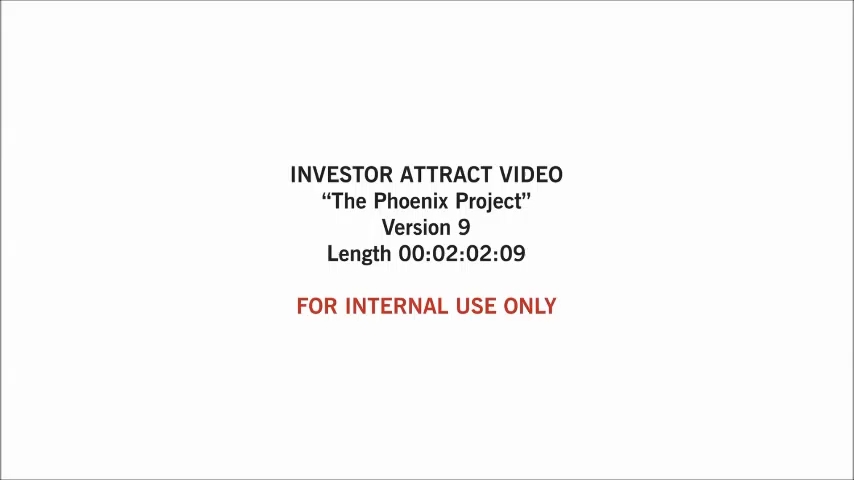 INVESTOR ATTRACT VIDEO
“The Phoenix Project”
Version 9
Length 00:02:02:09
FOR INTERNAL USE ONLY